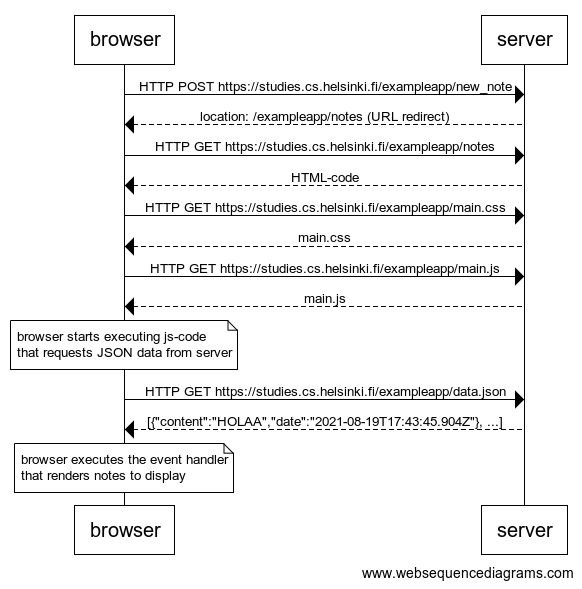 browser
server
HTTP POST https://studies.cs.helsinki.fi/exampleapp/new_note
location: /exampleapp/notes (URL redirect)
HTTP GET https://studies.cs.helsinki.fi/exampleapp/notes
HTML-code
HTTP GET https://studies.cs.helsinki.fi/exampleapp/main.css
main.css
HTTP GET https://studies.cs.helsinki.fi/exampleapp/main.js
main.js
browser starts executing js-code
that requests JSON data from server
HTTP GET https://studies.cs.helsinki.fi/exampleapp/data.json
[{"content":"HOLAA","date":"2021-08-19T17:43:45.904Z"}, ...]
browser executes the event handler
that renders notes to display
browser
server
www.websequencediagrams.com